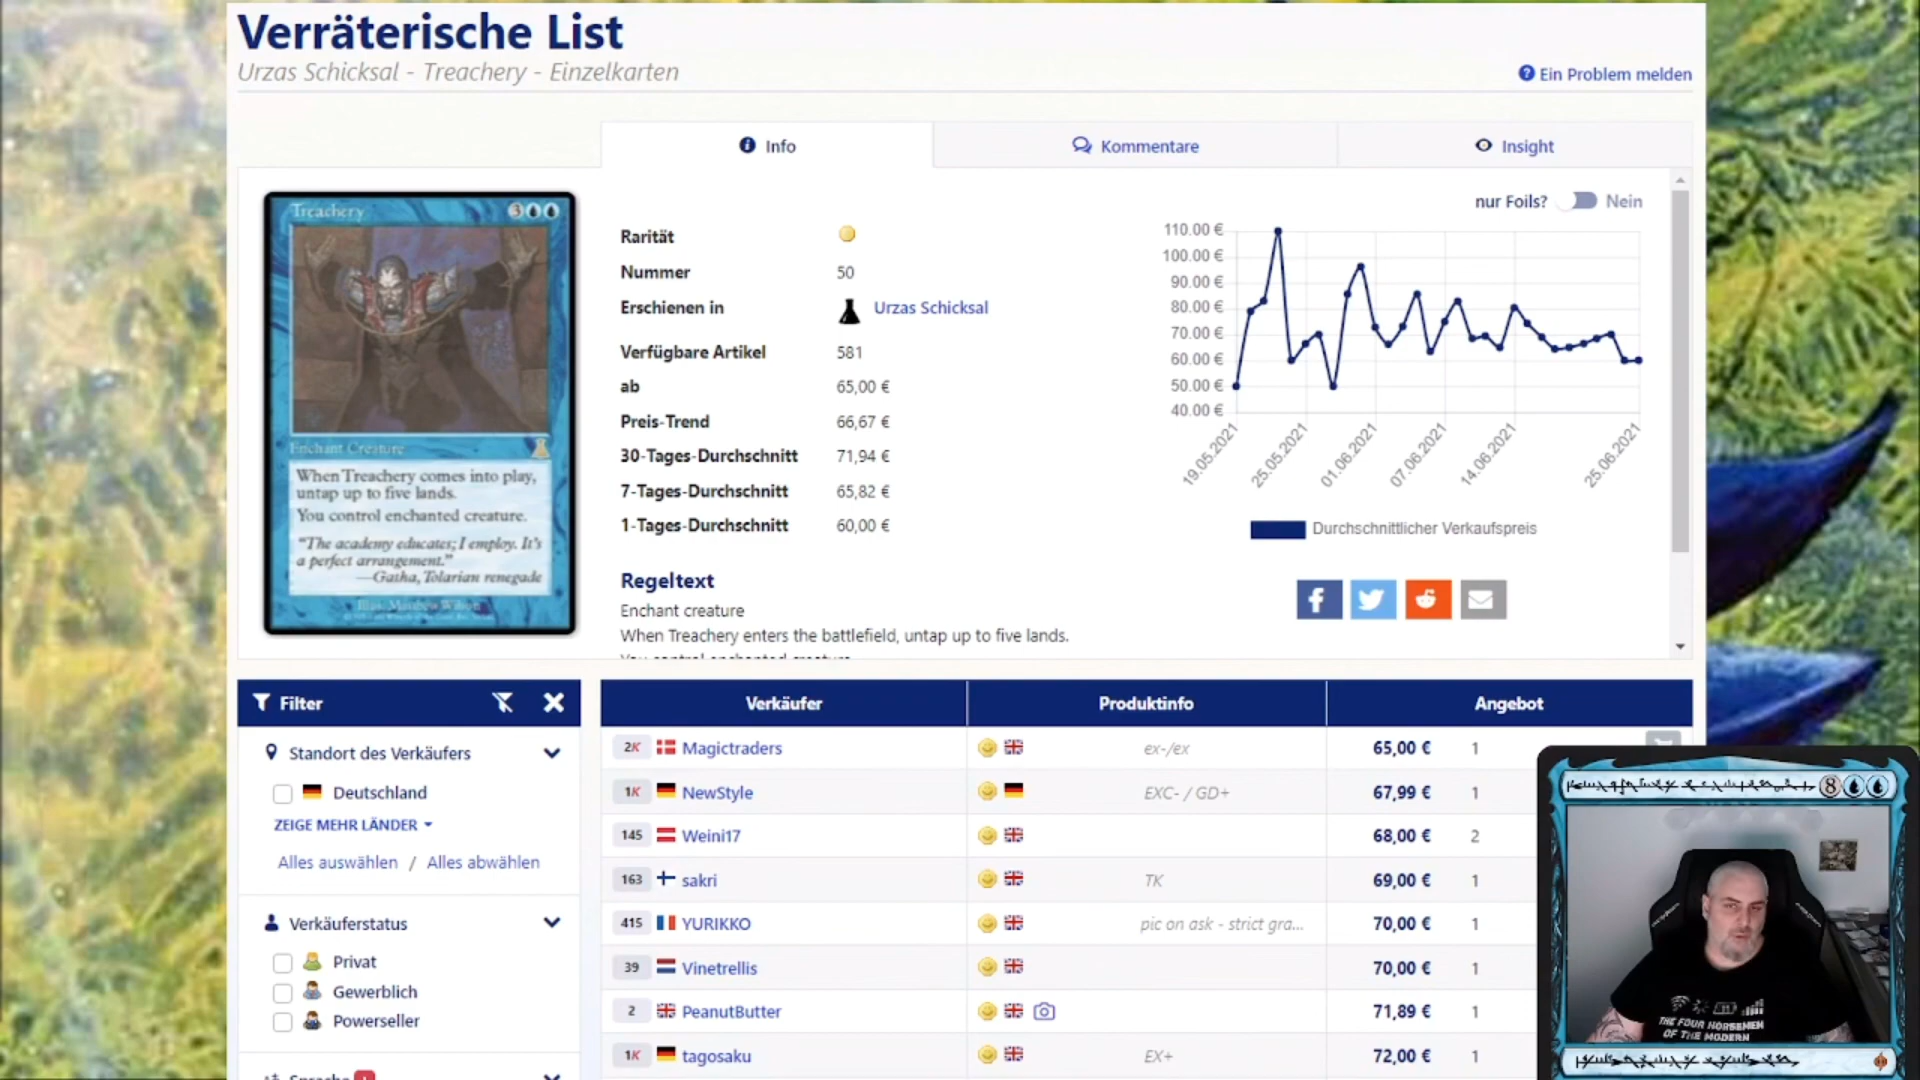 Verräterische List
Urzas Schicksal - Treachery - Einzelkarten
Ein Problem melden
Info
Kommentare
Insight
Treachery
3
Enchant Creature
When Treachery comes into play,
untap up to five lands.
You control enchanted creature.
"The academy educates; I employ. It's
a perfect arrangement."
—Gatha, Tolarian renegade
Illus. Matthew Wilson
Rarität
Nummer 50
Erschienen in Urzas Schicksal
Verfügbare Artikel 581
ab 65,00 €
Preis-Trend 66,67 €
30-Tages-Durchschnitt 71,94 €
7-Tages-Durchschnitt 65,82 €
1-Tages-Durchschnitt 60,00 €
Regeltext
Enchant creature
When Treachery enters the battlefield, untap up to five lands.
You control enchanted creature.
nur Foils? Nein
110.00 €
100.00 €
90.00 €
80.00 €
70.00 €
60.00 €
50.00 €
40.00 €
19.05.2021
25.05.2021
01.06.2021
07.06.2021
14.06.2021
25.06.2021
Durchschnittlicher Verkaufspreis
Filter
Standort des Verkäufers
Deutschland
ZEIGE MEHR LÄNDER
Alles auswählen / Alles abwählen
Verkäuferstatus
Privat
Gewerblich
Powerseller
Sprache
Verkäufer Produktinfo Angebot
2K Magictraders ex-/ex 65,00 € 1
1K NewStyle EXC- / GD+ 67,99 € 1
145 Weini17 68,00 € 2
163 sakri TK 69,00 € 1
415 YURIKKO pic on ask - strict gra... 70,00 € 1
39 Vinetrellis 70,00 € 1
2 PeanutButter 71,89 € 1
1K tagosaku EX+ 72,00 € 1
8
THE FOUR HORSEMEN
OF THE MODERN